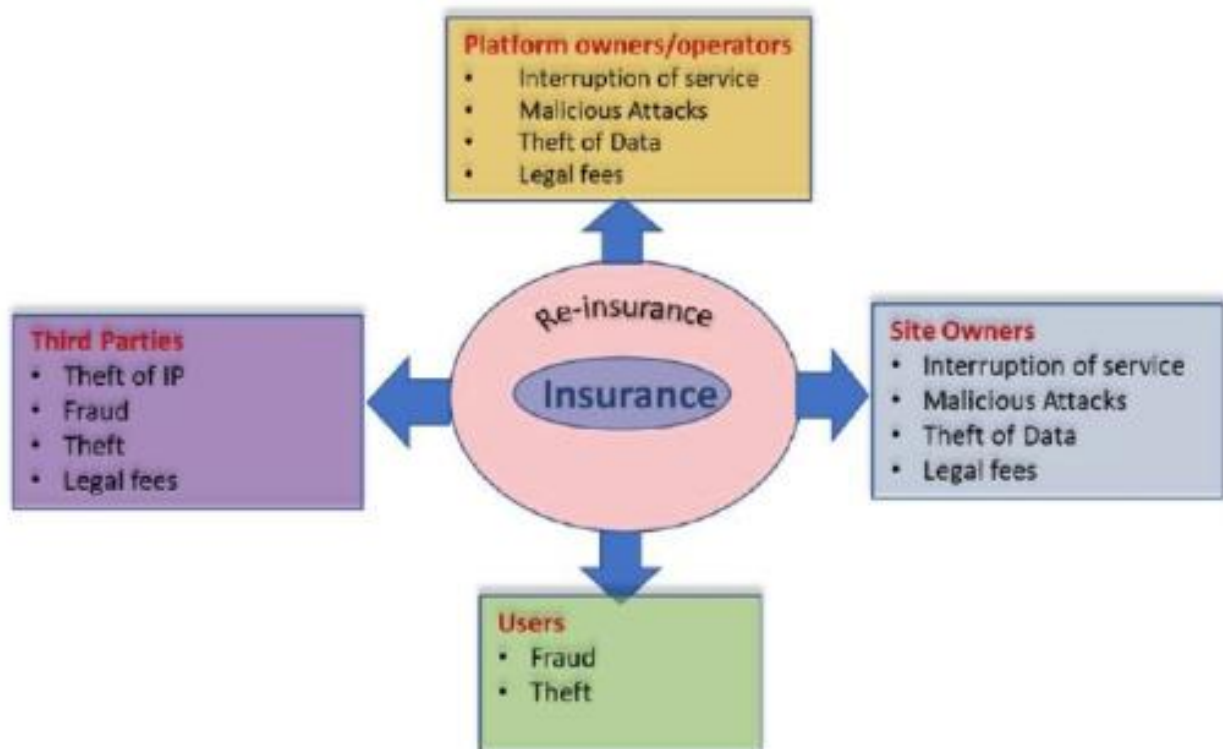 Platform owners/operators
• Interruption of service
• Malicious Attacks
• Theft of Data
• Legal fees
Re-insurance
Insurance
Third Parties
• Theft of IP
• Fraud
• Theft
• Legal fees
Site Owners
• Interruption of service
• Malicious Attacks
• Theft of Data
• Legal fees
Users
• Fraud
• Theft